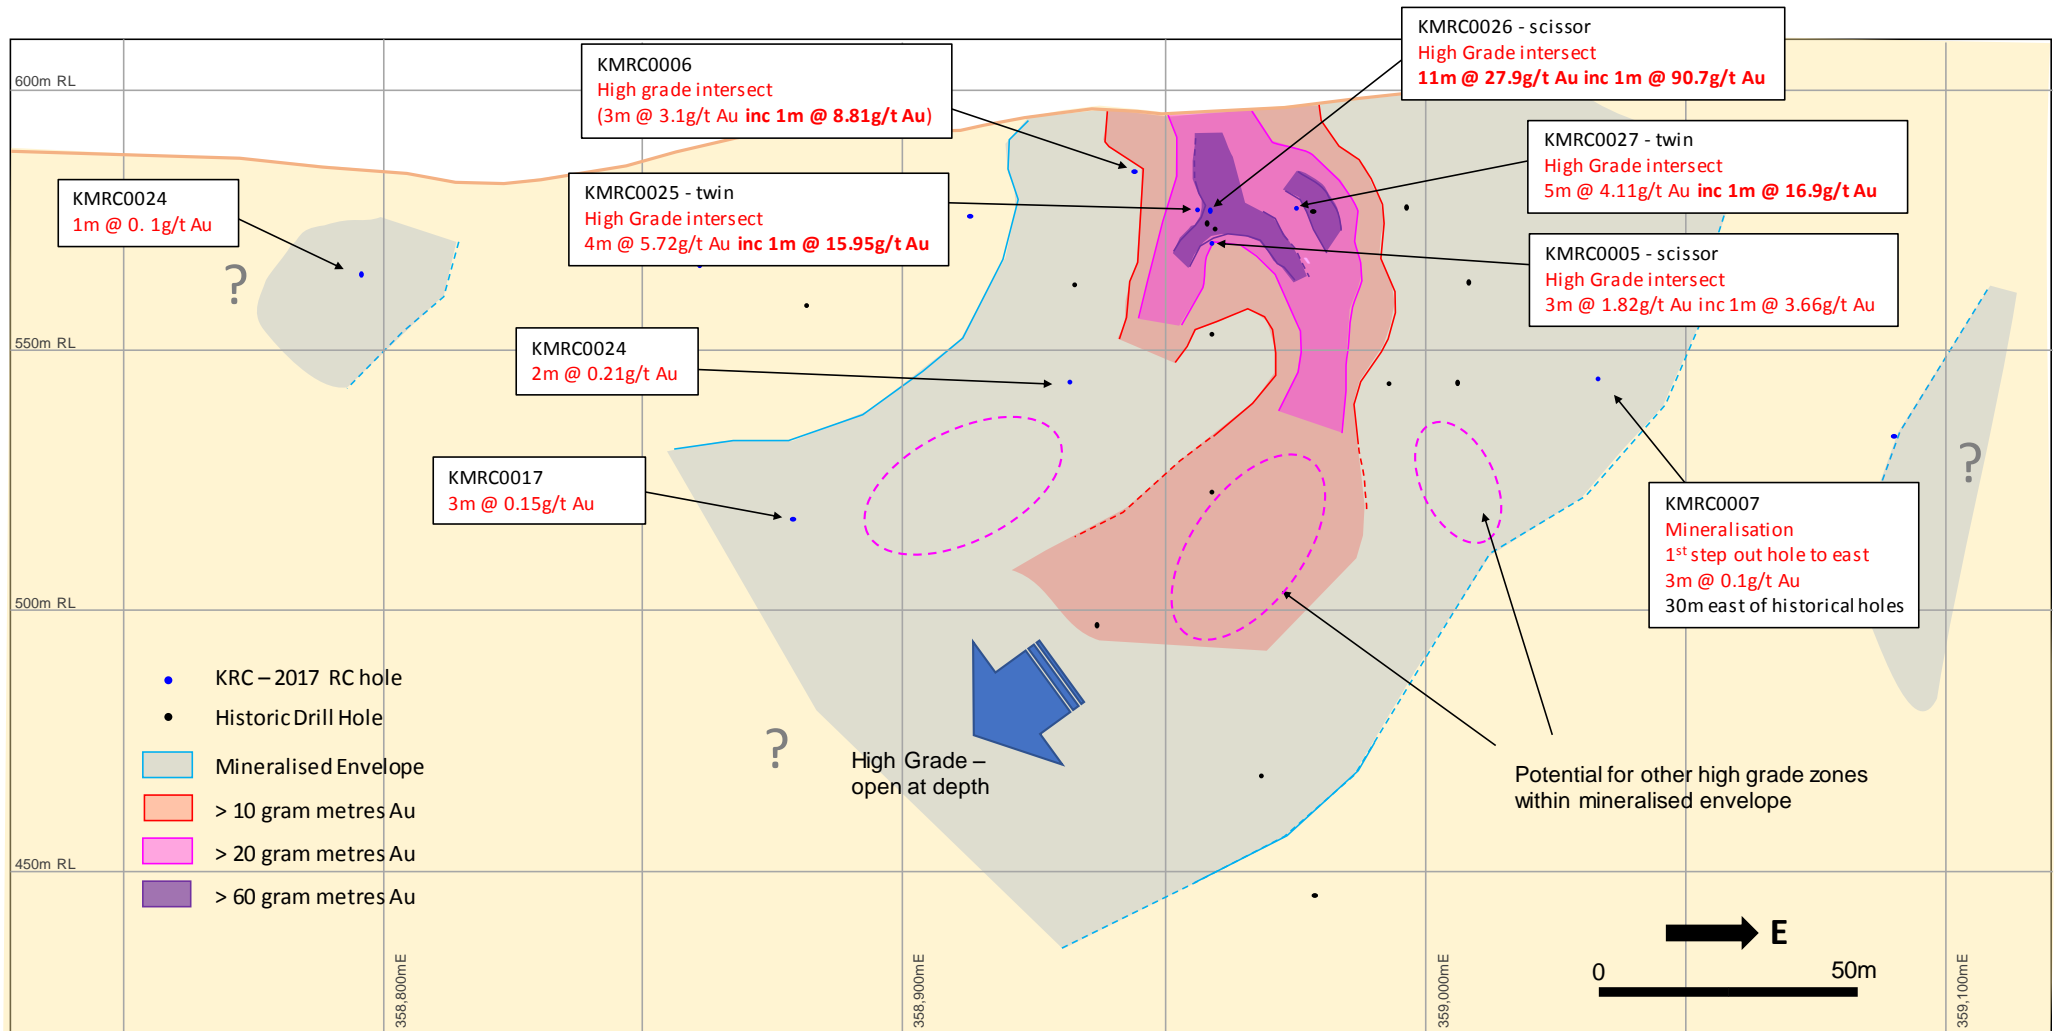 KMRC0026 - scissor
High Grade intersect
11m @ 27.9g/t Au inc 1m @ 90.7g/t Au
KMRC0006
High grade intersect
(3m @ 3.1g/t Au inc 1m @ 8.81g/t Au)
600m RL
KMRC0027 - twin
High Grade intersect
5m @ 4.11g/t Au inc 1m @ 16.9g/t Au
KMRC0025 - twin
High Grade intersect
4m @ 5.72g/t Au inc 1m @ 15.95g/t Au
KMRC0024
1m @ 0. 1g/t Au
KMRC0005 - scissor
High Grade intersect
3m @ 1.82g/t Au inc 1m @ 3.66g/t Au
?
550m RL
KMRC0024
2m @ 0.21g/t Au
?
KMRC0017
3m @ 0.15g/t Au
KMRC0007
Mineralisation
1st step out hole to east
3m @ 0.1g/t Au
30m east of historical holes
500m RL
KRC – 2017 RC hole
Historic Drill Hole
Mineralised Envelope
> 10 gram metres Au
> 20 gram metres Au
> 60 gram metres Au
?
High Grade –
open at depth
Potential for other high grade zones
within mineralised envelope
450m RL
E
0 50m
358,800mE
358,900mE
359,000mE
359,100mE